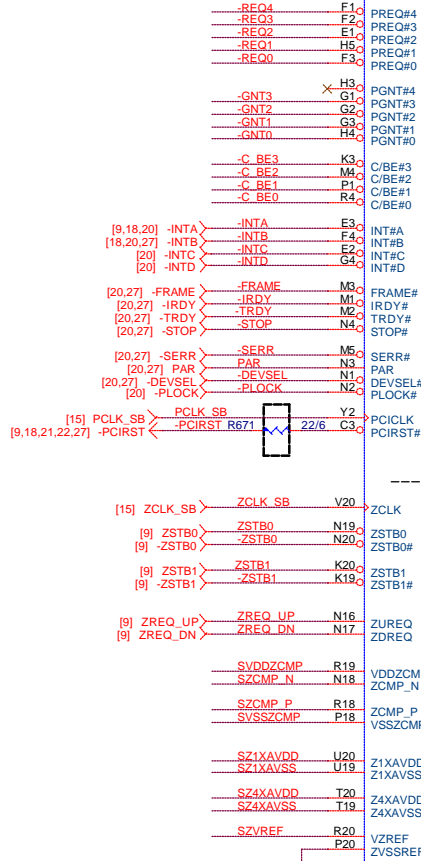 -REQ4 F1 PREQ#4
-REQ3 F2 PREQ#3
-REQ2 E1 PREQ#2
-REQ1 H5 PREQ#1
-REQ0 F3 PREQ#0
H3 PGNT#4
-GNT3 G1 PGNT#3
-GNT2 G2 PGNT#2
-GNT1 G3 PGNT#1
-GNT0 H4 PGNT#0
-C_BE3 K3 C/BE#3
-C_BE2 M4 C/BE#2
-C_BE1 P1 C/BE#1
-C_BE0 R4 C/BE#0
[9,18,20] -INTA -INTA E3 INT#A
[18,20,27] -INTB -INTB F4 INT#B
[20] -INTC -INTC E2 INT#C
[20] -INTD -INTD G4 INT#D
[20,27] -FRAME -FRAME M3 FRAME#
[20,27] -IRDY -IRDY M1 IRDY#
[20,27] -TRDY -TRDY M2 TRDY#
[20,27] -STOP -STOP N4 STOP#
[20,27] -SERR -SERR M5 SERR#
[20,27] PAR PAR N3 PAR
[20,27] -DEVSEL -DEVSEL N1 DEVSEL#
[20] -PLOCK -PLOCK N2 PLOCK#
[15] PCLK_SB PCLK_SB Y2 PCICLK
[9,18,21,22,27] -PCIRST -PCIRST R671 22/6 C3 PCIRST#
[15] ZCLK_SB ZCLK_SB V20 ZCLK
[9] ZSTB0 ZSTB0 N19 ZSTB0
[9] -ZSTB0 -ZSTB0 N20 ZSTB0#
[9] ZSTB1 ZSTB1 K20 ZSTB1
[9] -ZSTB1 -ZSTB1 K19 ZSTB1#
[9] ZREQ_UP ZREQ_UP N16 ZUREQ
[9] ZREQ_DN ZREQ_DN N17 ZDREQ
SVDDZCMP R19 VDDZCM
SZCMP_N N18 ZCMP_N
SZCMP_P R18 ZCMP_P
SVSSZCMP P18 VSSZCMP
SZ1XAVDD U20 Z1XAVDD
SZ1XAVSS U19 Z1XAVSS
SZ4XAVDD T20 Z4XAVDD
SZ4XAVSS T19 Z4XAVSS
SZVREF R20 VZREF
P20 ZVSSREF